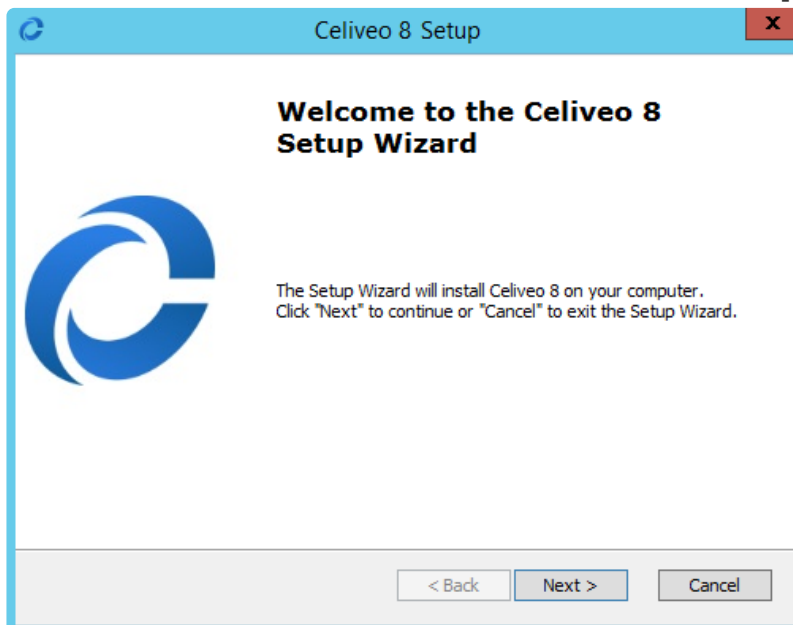 Celiveo 8 Setup
x
Welcome to the Celiveo 8
Setup Wizard
The Setup Wizard will install Celiveo 8 on your computer.
Click "Next" to continue or "Cancel" to exit the Setup Wizard.
< Back Next > Cancel